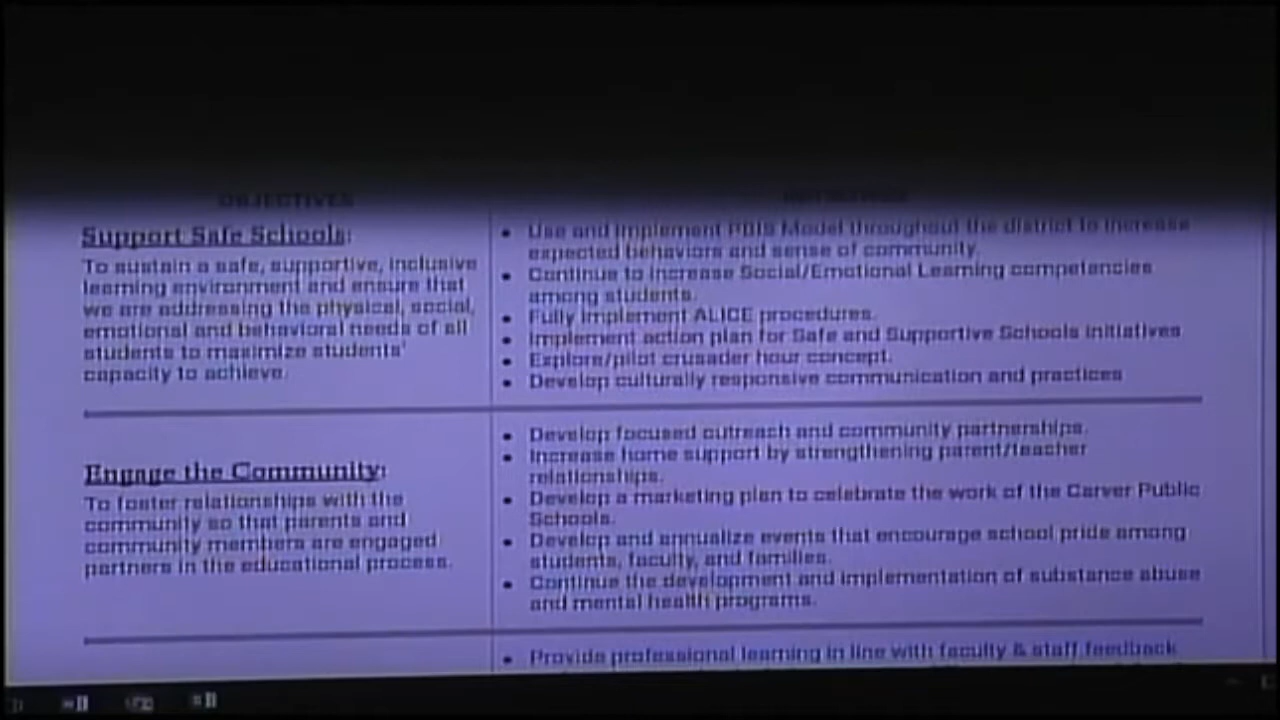 OBJECTIVES
Support Safe Schools:
To sustain a safe, supportive, inclusive
learning environment and ensure that
we are addressing the physical, social,
emotional and behavioral needs of all
students to maximize students'
capacity to achieve.
• Use and implement PBIS Model throughout the district to increase
expected behaviors and sense of community.
• Continue to increase Social/Emotional Learning competencies
among students.
• Fully implement ALICE procedures.
• Implement action plan for Safe and Supportive Schools initiatives
• Explore/pilot crusader hour concept.
• Develop culturally responsive communication and practices
Engage the Community:
To foster relationships with the
community so that parents and
community members are engaged
partners in the educational process.
• Develop focused outreach and community partnerships.
• Increase home support by strengthening parent/teacher
relationships.
• Develop a marketing plan to celebrate the work of the Carver Public
Schools.
• Develop and annualize events that encourage school pride among
students, faculty, and families.
• Continue the development and implementation of substance abuse
and mental health programs.
• Provide professional learning in line with faculty & staff feedback